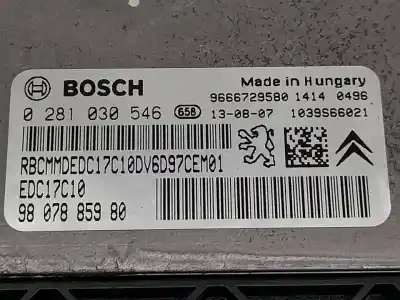 BOSCH
Made in Hungary
9666729580 1414 0496
0 281 030 546 65B
13-08-07 1039S66021
RBCMMDEDC17C10DV6D97CEM01
EDC17C10
98 078 859 80